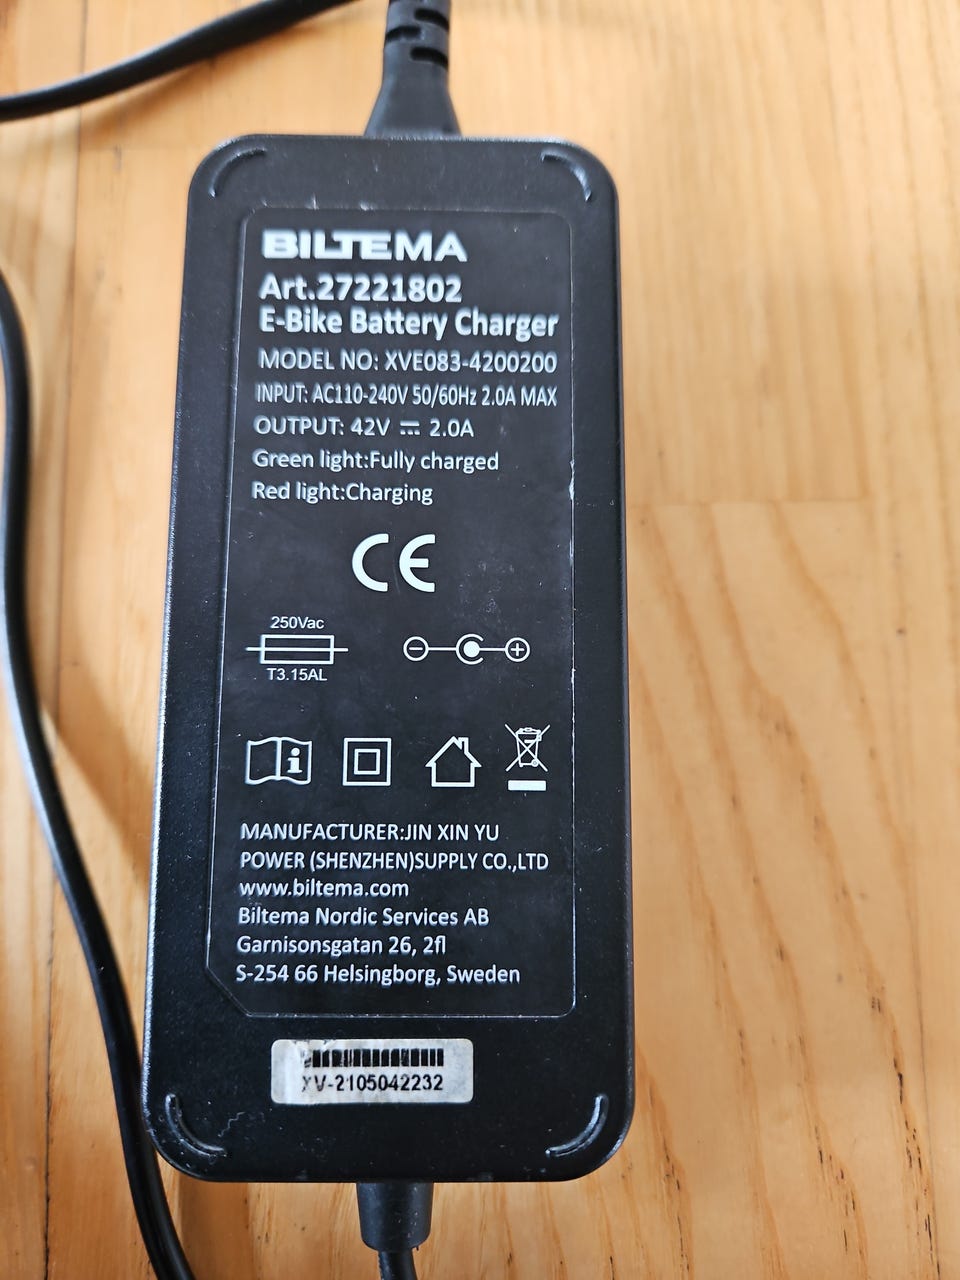 BILTEMA
Art.27221802
E-Bike Battery Charger
MODEL NO: XVE083-4200200
INPUT: AC110-240V 50/60Hz 2.0A MAX
OUTPUT: 42V ⎓ 2.0A
Green light:Fully charged
Red light:Charging
CE
250Vac
T3.15AL
MANUFACTURER:JIN XIN YU
POWER (SHENZHEN)SUPPLY CO.,LTD
www.biltema.com
Biltema Nordic Services AB
Garnisonsgatan 26, 2fl
S-254 66 Helsingborg, Sweden
XV-2105042232